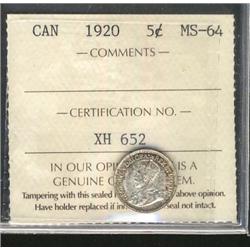 CAN 1920 5¢ MS-64
— COMMENTS —
— CERTIFICATION NO. —
XH 652
IN OUR OPI IS A
GENUINE C EM.
Tampering with this sealed above opinion.
Have holder replaced if in seal not intact.